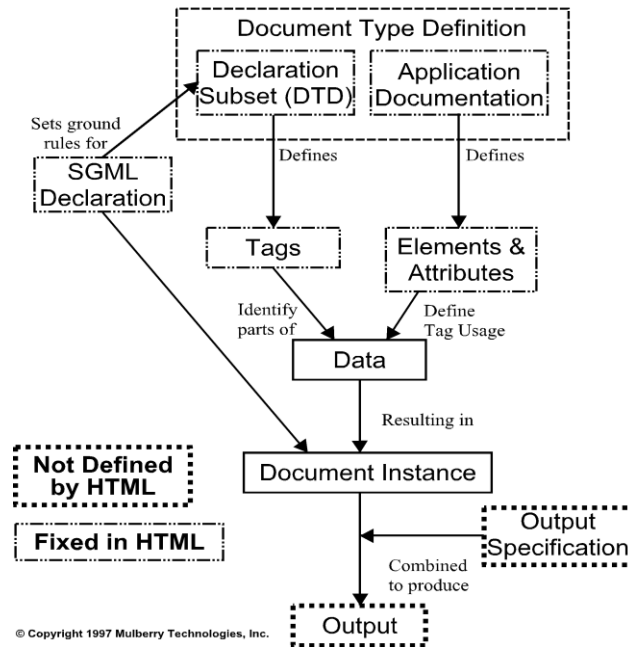 Document Type Definition
Declaration
Subset (DTD)
Application
Documentation
Sets ground
rules for
Defines
Defines
SGML
Declaration
Tags
Elements &
Attributes
Identify
parts of
Define
Tag Usage
Data
Resulting in
Not Defined
by HTML
Document Instance
Fixed in HTML
Output
Specification
Combined
to produce
Output
© Copyright 1997 Mulberry Technologies, Inc.